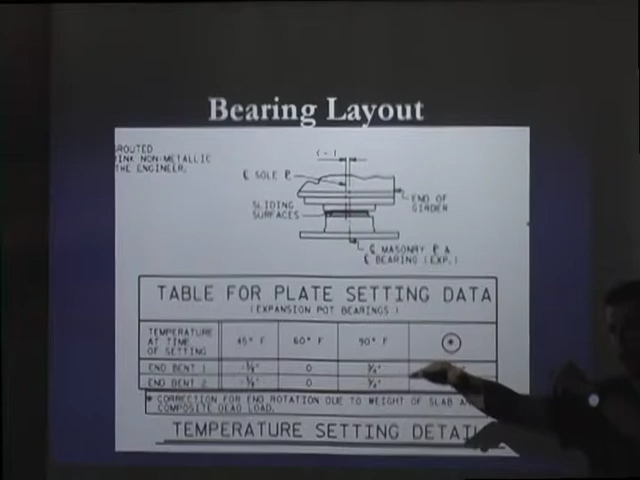 Bearing Layout
GROUTED
NON-METALLIC
THE ENGINEER.
(-)
℄ SOLE ℙ
SLIDING
SURFACES
END OF
GIRDER
℄ MASONRY ℙ &
℄ BEARING (EXP.)
TABLE FOR PLATE SETTING DATA
(EXPANSION POT BEARINGS)
TEMPERATURE
AT TIME
OF SETTING
45° F 60° F 90° F
END BENT 1 0
END BENT 2 0
* CORRECTION FOR END ROTATION DUE TO WEIGHT OF SLAB AN
COMPOSITE DEAD LOAD.
TEMPERATURE SETTING DETAIL